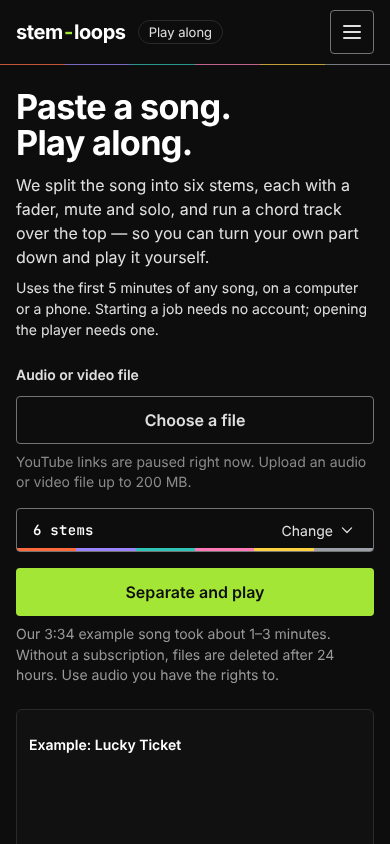 stem-loops
Play along
Paste a song.
Play along.
We split the song into six stems, each with a
fader, mute and solo, and run a chord track
over the top — so you can turn your own part
down and play it yourself.
Uses the first 5 minutes of any song, on a computer
or a phone. Starting a job needs no account; opening
the player needs one.
Audio or video file
Choose a file
YouTube links are paused right now. Upload an audio
or video file up to 200 MB.
6 stems
Change
Separate and play
Our 3:34 example song took about 1–3 minutes.
Without a subscription, files are deleted after 24
hours. Use audio you have the rights to.
Example: Lucky Ticket